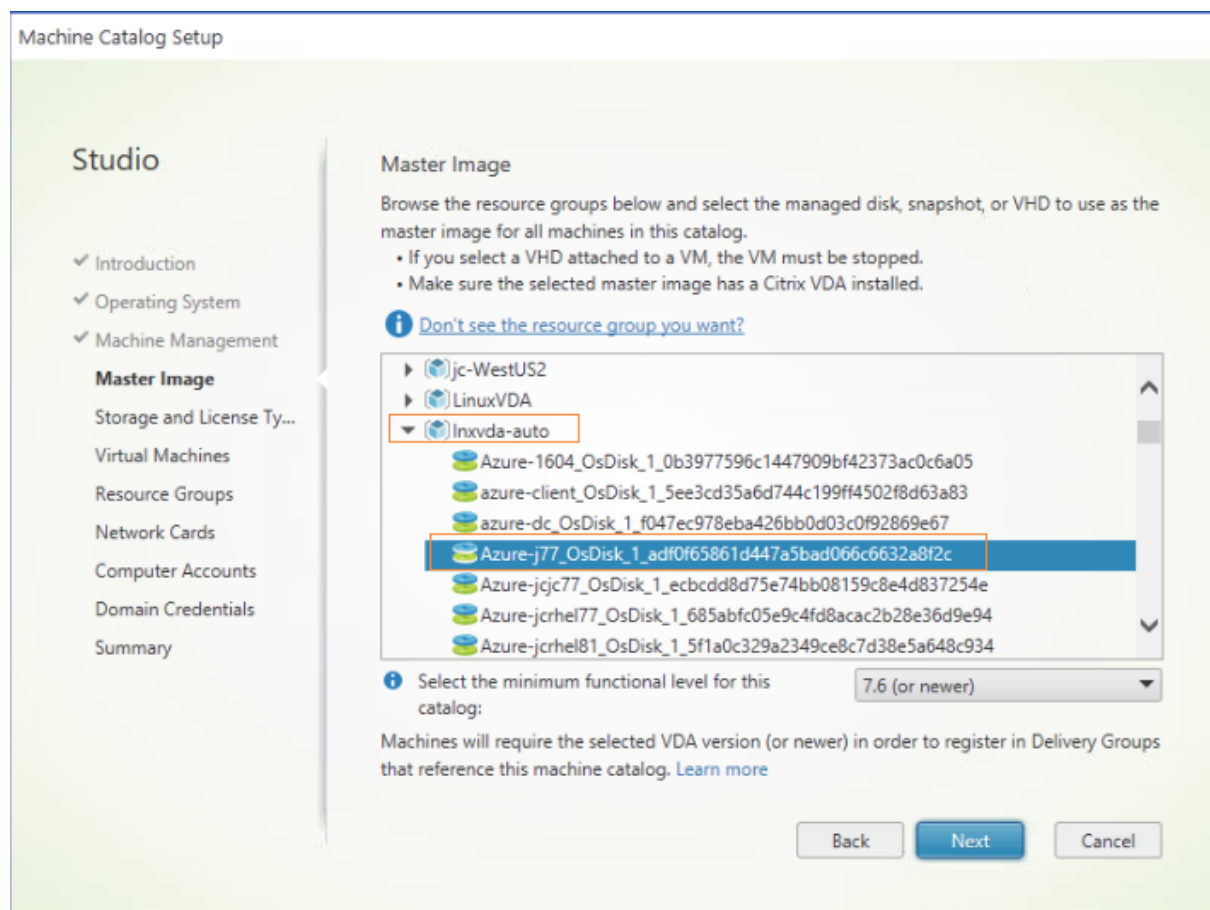 Machine Catalog Setup
Studio
Introduction
Operating System
Machine Management
Master Image
Storage and License Ty...
Virtual Machines
Resource Groups
Network Cards
Computer Accounts
Domain Credentials
Summary
Master Image
Browse the resource groups below and select the managed disk, snapshot, or VHD to use as the
master image for all machines in this catalog.
• If you select a VHD attached to a VM, the VM must be stopped.
• Make sure the selected master image has a Citrix VDA installed.
Don't see the resource group you want?
jc-WestUS2
LinuxVDA
lnxvda-auto
Azure-1604_OsDisk_1_0b3977596c1447909bf42373ac0c6a05
azure-client_OsDisk_1_5ee3cd35a6d744c199ff4502f8d63a83
azure-dc_OsDisk_1_f047ec978eba426bb0d03c0f92869e67
Azure-j77_OsDisk_1_adf0f65861d447a5bad066c6632a8f2c
Azure-jcjc77_OsDisk_1_ecbcdd8d75e74bb08159c8e4d837254e
Azure-jcrhel77_OsDisk_1_685abfc05e9c4fd8acac2b28e36d9e94
Azure-jcrhel81_OsDisk_1_5f1a0c329a2349ce8c7d38e5a648c934
Select the minimum functional level for this
catalog:
7.6 (or newer)
Machines will require the selected VDA version (or newer) in order to register in Delivery Groups
that reference this machine catalog. Learn more
Back
Next
Cancel